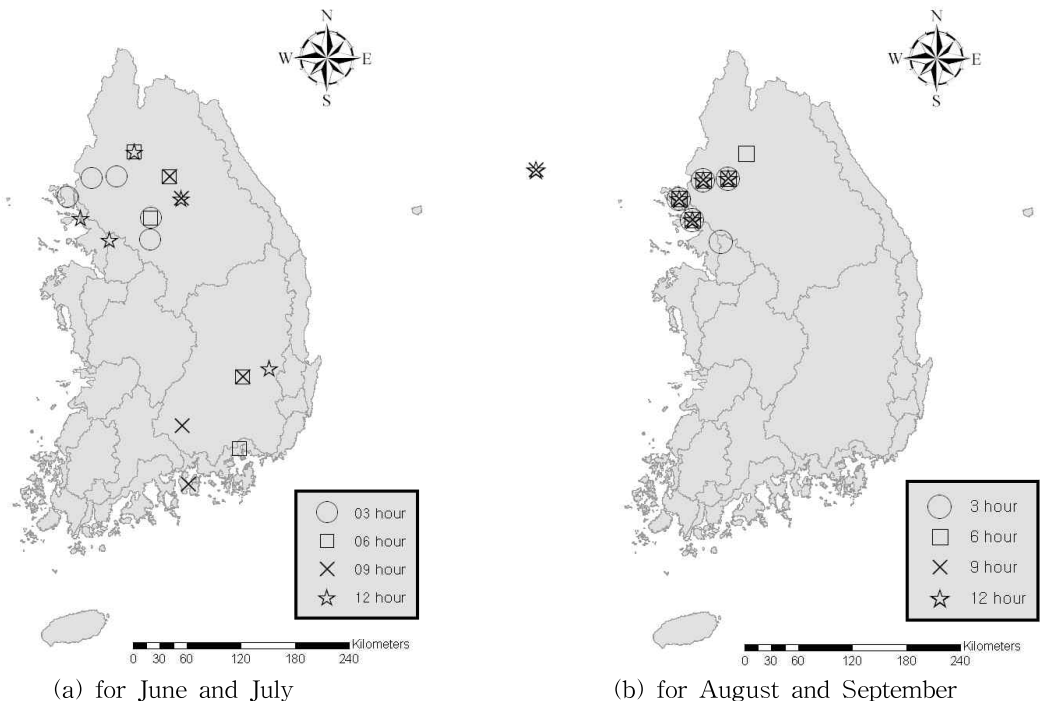 N
W E
S
03 hour
06 hour
09 hour
12 hour
Kilometers
0 30 60 120 180 240
(a) for June and July
N
W E
S
3 hour
6 hour
9 hour
12 hour
Kilometers
0 30 60 120 180 240
(b) for August and September